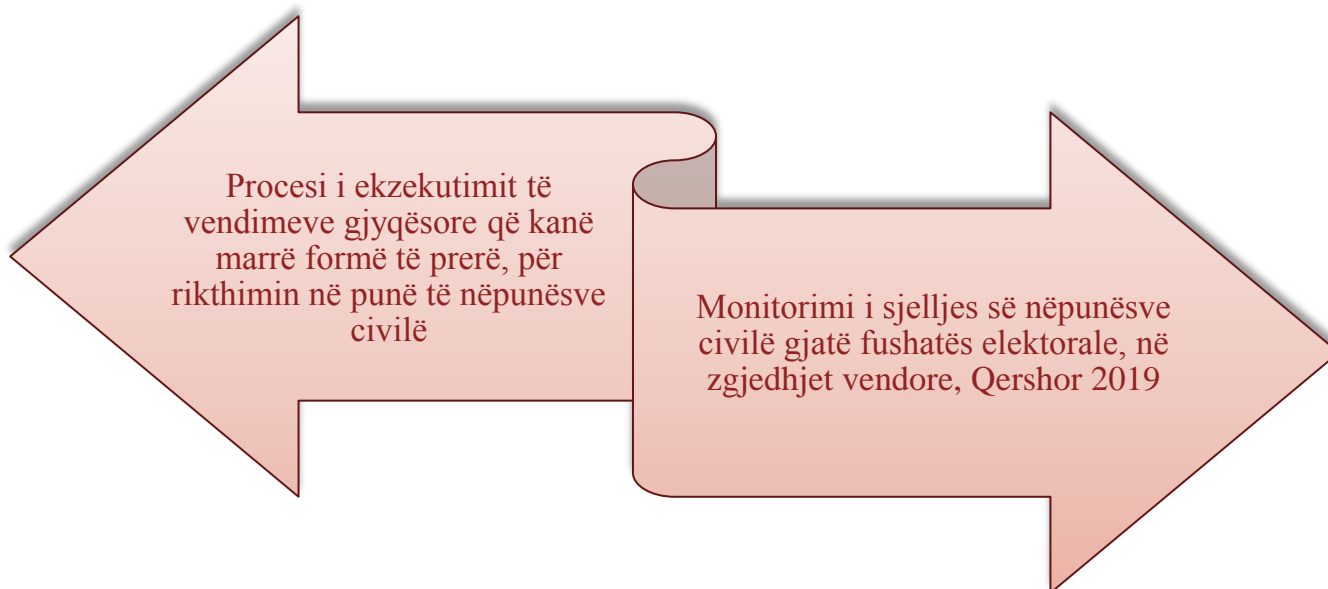 Procesi i ekzekutimit të
vendimeve gjyqësore që kanë
marrë formë të prerë, për
rikthimin në punë të nëpunësve
civilë
Monitorimi i sjelljes së nëpunësve
civilë gjatë fushatës elektorale, në
zgjedhjet vendore, Qershor 2019